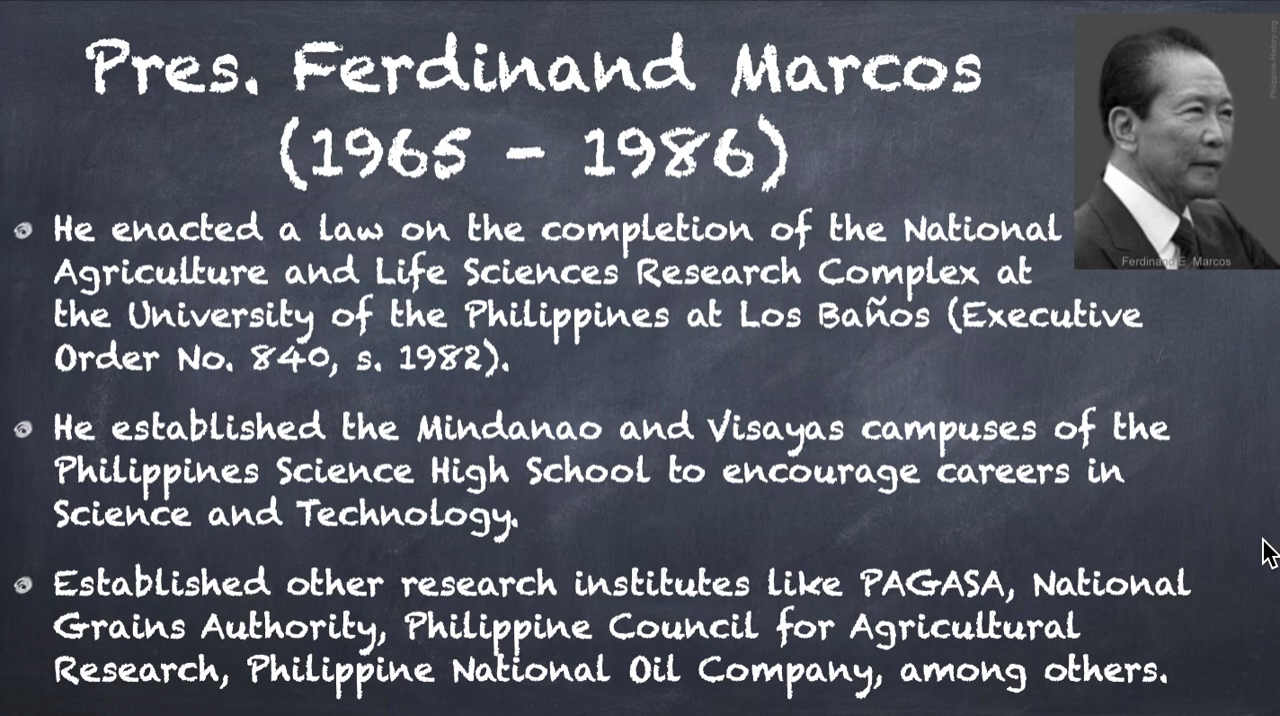 Pres. Ferdinand Marcos
(1965 - 1986)
Ferdinand E. Marcos
He enacted a law on the completion of the National
Agriculture and Life Sciences Research Complex at
the University of the Philippines at Los Baños (Executive
Order No. 840, s. 1982).
He established the Mindanao and Visayas campuses of the
Philippines Science High School to encourage careers in
Science and Technology.
Established other research institutes like PAGASA, National
Grains Authority, Philippine Council for Agricultural
Research, Philippine National Oil Company, among others.